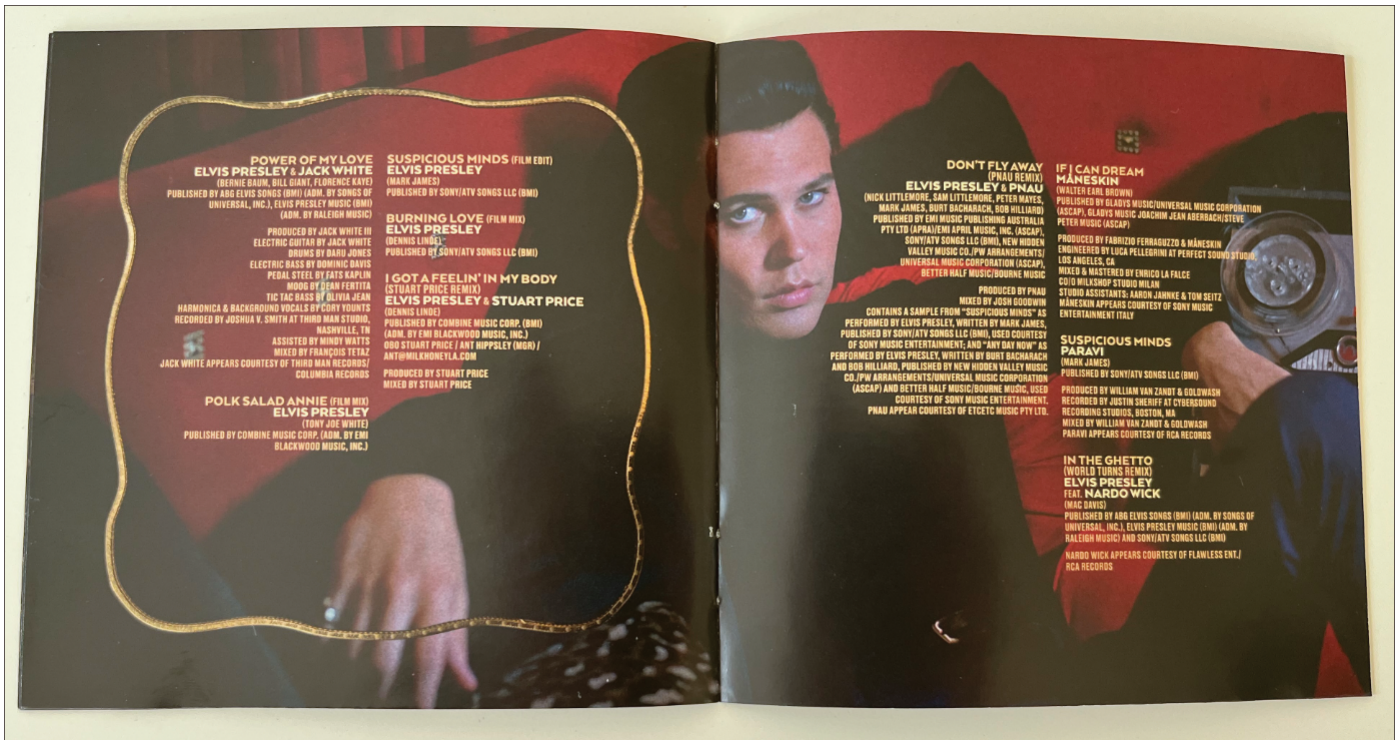 POWER OF MY LOVE
ELVIS PRESLEY & JACK WHITE
(BERNIE BAUM, BILL GIANT, FLORENCE KAYE)
PUBLISHED BY ABG ELVIS SONGS (BMI) (ADM. BY SONGS OF
UNIVERSAL, INC.), ELVIS PRESLEY MUSIC (BMI)
(ADM. BY RALEIGH MUSIC)
PRODUCED BY JACK WHITE III
ELECTRIC GUITAR BY JACK WHITE
DRUMS BY DARU JONES
ELECTRIC BASS BY DOMINIC DAVIS
PEDAL STEEL BY FATS KAPLIN
MOOG BY DEAN FERTITA
TIC TAC BASS BY OLIVIA JEAN
HARMONICA & BACKGROUND VOCALS BY CORY YOUNTS
RECORDED BY JOSHUA V. SMITH AT THIRD MAN STUDIO,
NASHVILLE, TN
ASSISTED BY MINDY WATTS
MIXED BY FRANÇOIS TETAZ
JACK WHITE APPEARS COURTESY OF THIRD MAN RECORDS/
COLUMBIA RECORDS
POLK SALAD ANNIE (FILM MIX)
ELVIS PRESLEY
(TONY JOE WHITE)
PUBLISHED BY COMBINE MUSIC CORP. (ADM. BY EMI
BLACKWOOD MUSIC, INC.)
SUSPICIOUS MINDS (FILM EDIT)
ELVIS PRESLEY
(MARK JAMES)
PUBLISHED BY SONY/ATV SONGS LLC (BMI)
BURNING LOVE (FILM MIX)
ELVIS PRESLEY
(DENNIS LINDE)
PUBLISHED BY SONY/ATV SONGS LLC (BMI)
I GOT A FEELIN' IN MY BODY
(STUART PRICE REMIX)
ELVIS PRESLEY & STUART PRICE
(DENNIS LINDE)
PUBLISHED BY COMBINE MUSIC CORP. (BMI)
(ADM. BY EMI BLACKWOOD MUSIC, INC.)
OBO STUART PRICE / ANT HIPPSLEY (MGR) /
ANT@MILKHONEYLA.COM
PRODUCED BY STUART PRICE
MIXED BY STUART PRICE
DON'T FLY AWAY
(PNAU REMIX)
ELVIS PRESLEY & PNAU
(NICK LITTLEMORE, SAM LITTLEMORE, PETER MAYES,
MARK JAMES, BURT BACHARACH, BOB HILLIARD)
PUBLISHED BY EMI MUSIC PUBLISHING AUSTRALIA
PTY LTD (APRA)/EMI APRIL MUSIC, INC. (ASCAP),
SONY/ATV SONGS LLC (BMI), NEW HIDDEN
VALLEY MUSIC CO./PW ARRANGEMENTS/
UNIVERSAL MUSIC CORPORATION (ASCAP),
BETTER HALF MUSIC/BOURNE MUSIC
PRODUCED BY PNAU
MIXED BY JOSH GOODWIN
CONTAINS A SAMPLE FROM "SUSPICIOUS MINDS" AS
PERFORMED BY ELVIS PRESLEY, WRITTEN BY MARK JAMES,
PUBLISHED BY SONY/ATV SONGS LLC (BMI), USED COURTESY
OF SONY MUSIC ENTERTAINMENT; AND "ANY DAY NOW" AS
PERFORMED BY ELVIS PRESLEY, WRITTEN BY BURT BACHARACH
AND BOB HILLIARD, PUBLISHED BY NEW HIDDEN VALLEY MUSIC
CO./PW ARRANGEMENTS/UNIVERSAL MUSIC CORPORATION
(ASCAP) AND BETTER HALF MUSIC/BOURNE MUSIC, USED
COURTESY OF SONY MUSIC ENTERTAINMENT.
PNAU APPEAR COURTESY OF ETCETC MUSIC PTY LTD.
IF I CAN DREAM
MÅNESKIN
(WALTER EARL BROWN)
PUBLISHED BY GLADYS MUSIC/UNIVERSAL MUSIC CORPORATION
(ASCAP), GLADYS MUSIC JOACHIM JEAN ABERBACH/STEVE
PETER MUSIC (ASCAP)
PRODUCED BY FABRIZIO FERRAGUZZO & MÅNESKIN
ENGINEERED BY LUCA PELLEGRINI AT PERFECT SOUND STUDIO,
LOS ANGELES, CA
MIXED & MASTERED BY ENRICO LA FALCE
C/O MILKSHOP STUDIO MILAN
STUDIO ASSISTANTS: AARON JAHNKE & TOM SEITZ
MÅNESKIN APPEARS COURTESY OF SONY MUSIC
ENTERTAINMENT ITALY
SUSPICIOUS MINDS
PARAVI
(MARK JAMES)
PUBLISHED BY SONY/ATV SONGS LLC (BMI)
PRODUCED BY WILLIAM VAN ZANDT & GOLDWASH
RECORDED BY JUSTIN SHERIFF AT CYBERSOUND
RECORDING STUDIOS, BOSTON, MA
MIXED BY WILLIAM VAN ZANDT & GOLDWASH
PARAVI APPEARS COURTESY OF RCA RECORDS
IN THE GHETTO
(WORLD TURNS REMIX)
ELVIS PRESLEY
FEAT. NARDO WICK
(MAC DAVIS)
PUBLISHED BY ABG ELVIS SONGS (BMI) (ADM. BY SONGS OF
UNIVERSAL, INC.), ELVIS PRESLEY MUSIC (BMI) (ADM. BY
RALEIGH MUSIC) AND SONY/ATV SONGS LLC (BMI)
NARDO WICK APPEARS COURTESY OF FLAWLESS ENT./
RCA RECORDS